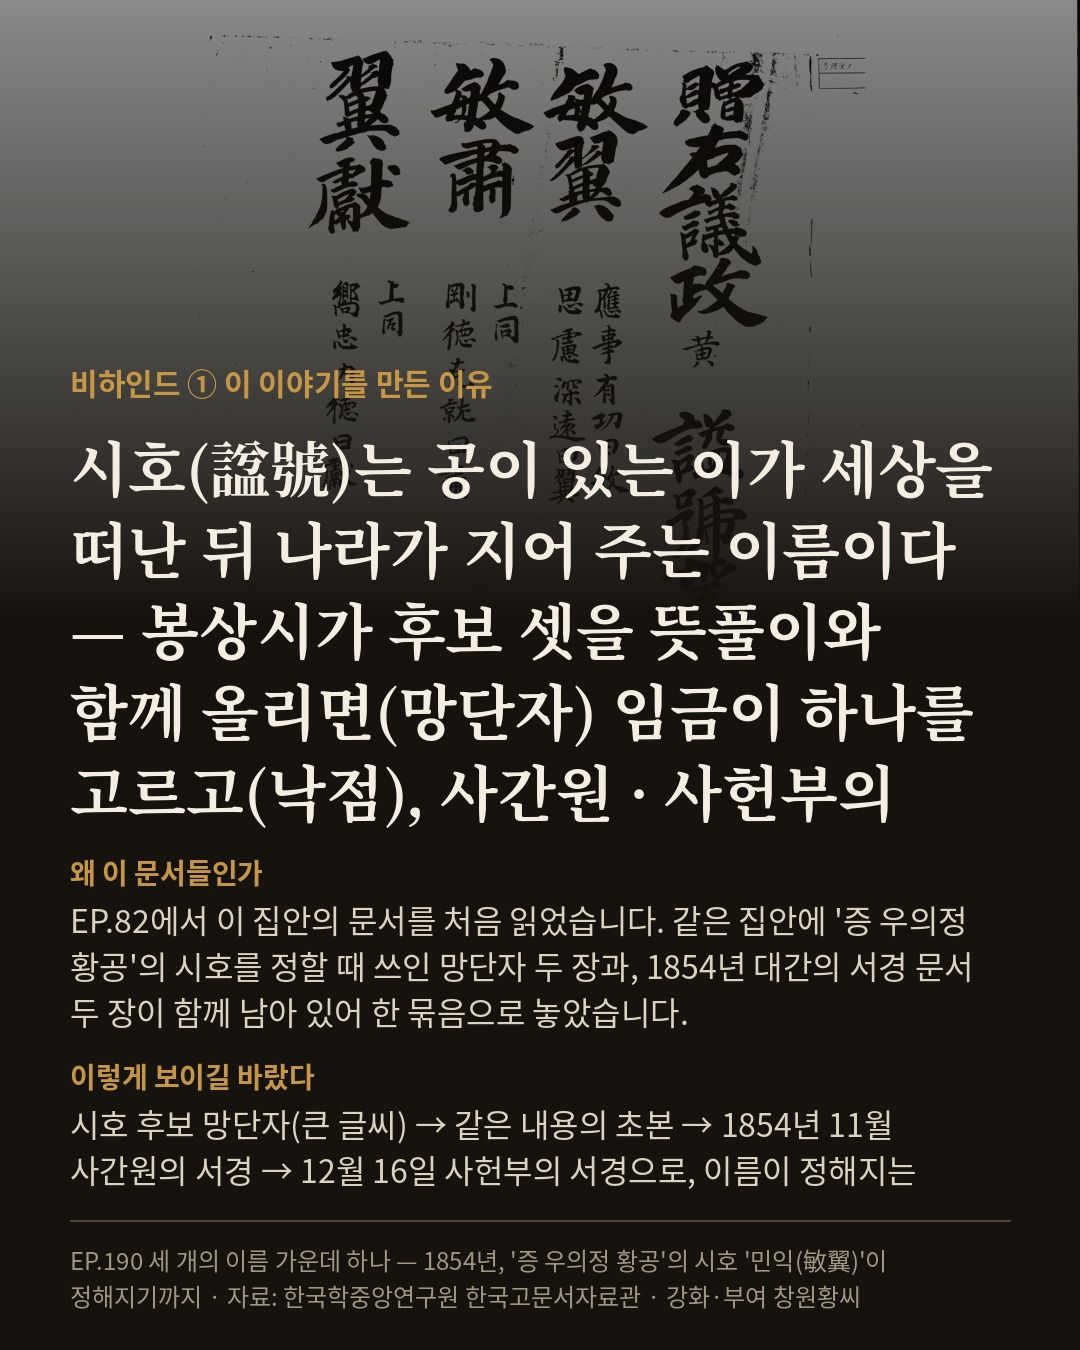 贈右議政黃
諡號望
敏翼
應事有功曰敏
思慮深遠曰翼
敏肅
上同
剛德克就曰
翼獻
上同
嚮忠內德曰獻
비하인드 ① 이 이야기를 만든 이유
시호(諡號)는 공이 있는 이가 세상을
떠난 뒤 나라가 지어 주는 이름이다
— 봉상시가 후보 셋을 뜻풀이와
함께 올리면(망단자) 임금이 하나를
고르고(낙점), 사간원 · 사헌부의
왜 이 문서들인가
EP.82에서 이 집안의 문서를 처음 읽었습니다. 같은 집안에 '증 우의정
황공'의 시호를 정할 때 쓰인 망단자 두 장과, 1854년 대간의 서경 문서
두 장이 함께 남아 있어 한 묶음으로 놓았습니다.
이렇게 보이길 바랐다
시호 후보 망단자(큰 글씨) → 같은 내용의 초본 → 1854년 11월
사간원의 서경 → 12월 16일 사헌부의 서경으로, 이름이 정해지는
EP.190 세 개의 이름 가운데 하나 — 1854년, '증 우의정 황공'의 시호 '민익(敏翼)'이
정해지기까지 · 자료: 한국학중앙연구원 한국고문서자료관 · 강화·부여 창원황씨